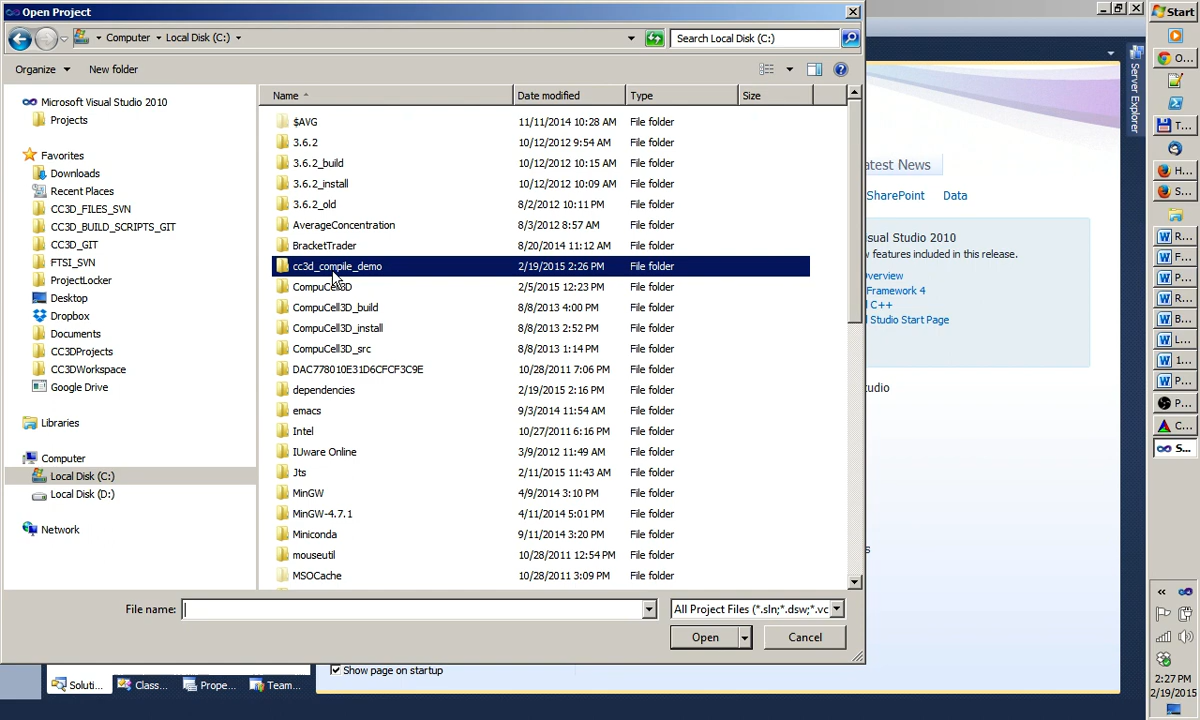 Open Project
Start
Computer
Local Disk (C:)
Search Local Disk (C:)
Organize
New folder
O...
Microsoft Visual Studio 2010
Projects
Favorites
Downloads
Recent Places
CC3D_FILES_SVN
CC3D_BUILD_SCRIPTS_GIT
CC3D_GIT
FTSI_SVN
ProjectLocker
Desktop
Dropbox
Documents
CC3DProjects
CC3DWorkspace
Google Drive
Libraries
Computer
Local Disk (C:)
Local Disk (D:)
Network
Name Date modified Type Size
$AVG 11/11/2014 10:28 AM File folder
3.6.2 10/12/2012 9:54 AM File folder
3.6.2_build 10/12/2012 10:15 AM File folder
3.6.2_install 10/12/2012 10:09 AM File folder
3.6.2_old 8/2/2012 10:11 PM File folder
AverageConcentration 8/3/2012 8:57 AM File folder
BracketTrader 8/20/2014 11:12 AM File folder
cc3d_compile_demo 2/19/2015 2:26 PM File folder
CompuCell3D 2/5/2015 12:23 PM File folder
CompuCell3D_build 8/8/2013 4:00 PM File folder
CompuCell3D_install 8/8/2013 2:52 PM File folder
CompuCell3D_src 8/8/2013 1:14 PM File folder
DAC778010E31D6CFCF3C9E 10/28/2011 7:06 PM File folder
dependencies 2/19/2015 2:16 PM File folder
emacs 9/3/2014 11:54 AM File folder
Intel 10/27/2011 6:16 PM File folder
IUware Online 3/9/2012 11:49 AM File folder
Jts 2/11/2015 11:43 AM File folder
MinGW 4/9/2014 3:10 PM File folder
MinGW-4.7.1 4/11/2014 5:01 PM File folder
Miniconda 9/11/2014 3:20 PM File folder
mouseutil 10/28/2011 12:54 PM File folder
MSOCache 10/28/2011 3:09 PM File folder
File name:
All Project Files (*.sln;*.dsw;*.vc
Open
Cancel
Server Explorer
atest News
SharePoint
Data
sual Studio 2010
v features included in this release.
verview
Framework 4
l C++
l Studio Start Page
tudio
s
Show page on startup
Soluti...
Class...
Prope...
Team...
T...
H...
S...
R...
F...
P...
R...
B...
L...
1...
P...
P...
C...
S...
2:27 PM
2/19/2015